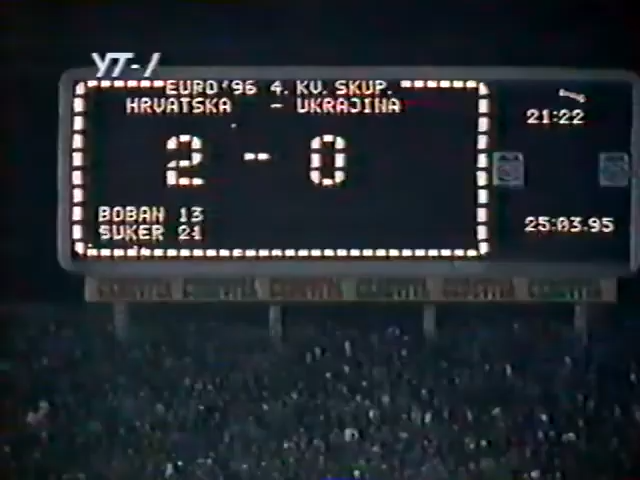 УТ-1
EURO'96 4. KV. SKUP.
HRVATSKA - UKRAJINA
2 - 0
BOBAN 13
SUKER 21
21:22
25:03.95